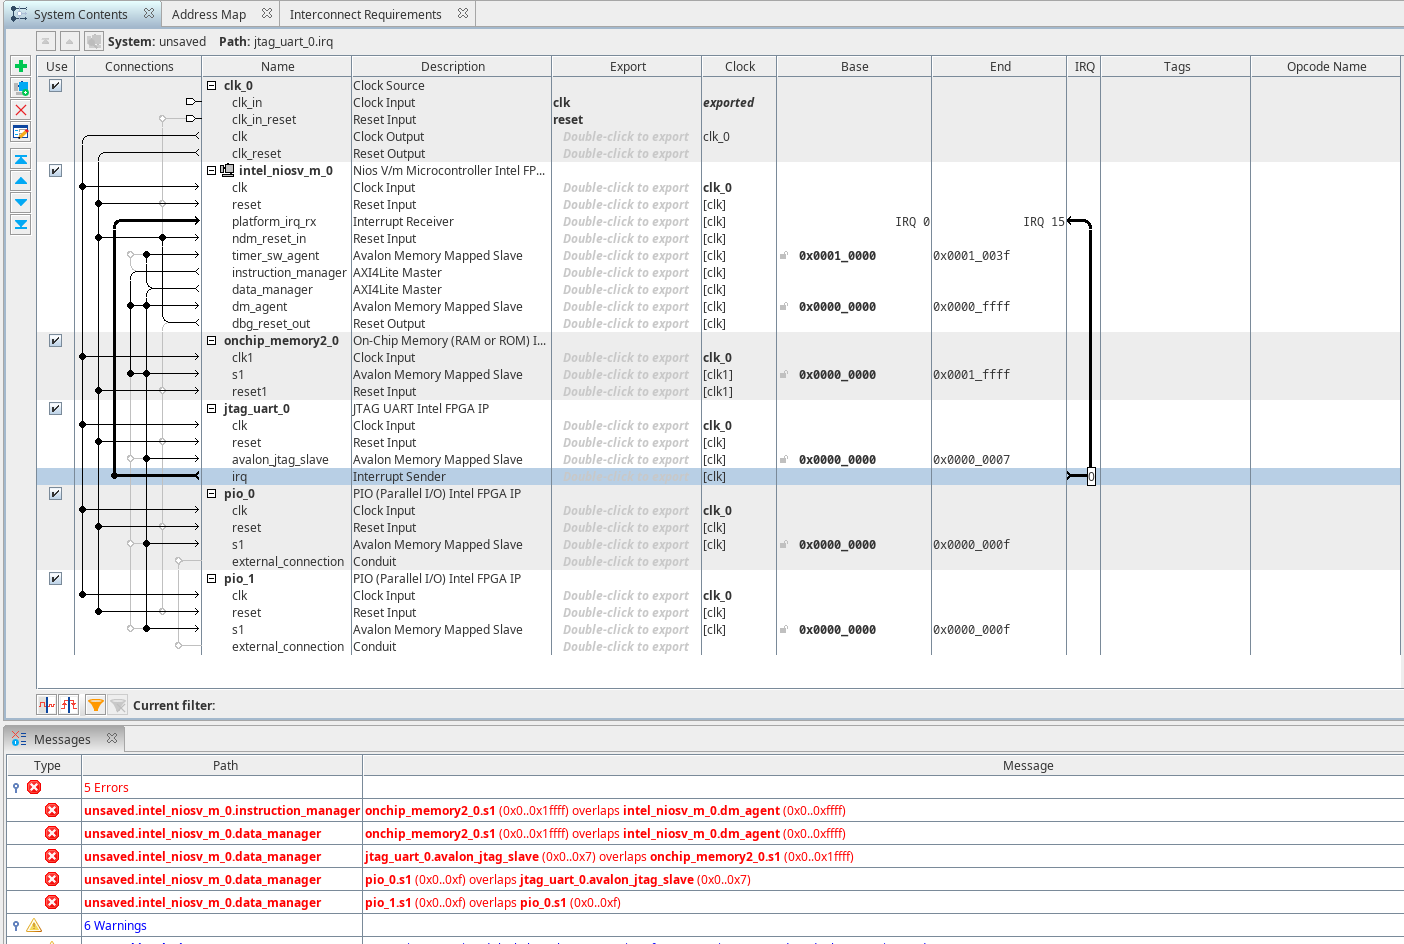 System Contents Address Map Interconnect Requirements
System: unsaved Path: jtag_uart_0.irq
Use Connections Name Description Export Clock Base End IRQ Tags Opcode Name
clk_0 Clock Source
clk_in Clock Input clk exported
clk_in_reset Reset Input reset
clk Clock Output Double-click to export clk_0
clk_reset Reset Output Double-click to export
intel_niosv_m_0 Nios V/m Microcontroller Intel FP...
clk Clock Input Double-click to export clk_0
reset Reset Input Double-click to export [clk]
platform_irq_rx Interrupt Receiver Double-click to export [clk] IRQ 0 IRQ 15
ndm_reset_in Reset Input Double-click to export [clk]
timer_sw_agent Avalon Memory Mapped Slave Double-click to export [clk] 0x0001_0000 0x0001_003f
instruction_manager AXI4Lite Master Double-click to export [clk]
data_manager AXI4Lite Master Double-click to export [clk]
dm_agent Avalon Memory Mapped Slave Double-click to export [clk] 0x0000_0000 0x0000_ffff
dbg_reset_out Reset Output Double-click to export [clk]
onchip_memory2_0 On-Chip Memory (RAM or ROM) I...
clk1 Clock Input Double-click to export clk_0
s1 Avalon Memory Mapped Slave Double-click to export [clk1] 0x0000_0000 0x0001_ffff
reset1 Reset Input Double-click to export [clk1]
jtag_uart_0 JTAG UART Intel FPGA IP
clk Clock Input Double-click to export clk_0
reset Reset Input Double-click to export [clk]
avalon_jtag_slave Avalon Memory Mapped Slave Double-click to export [clk] 0x0000_0000 0x0000_0007
irq Interrupt Sender Double-click to export [clk] 0
pio_0 PIO (Parallel I/O) Intel FPGA IP
clk Clock Input Double-click to export clk_0
reset Reset Input Double-click to export [clk]
s1 Avalon Memory Mapped Slave Double-click to export [clk] 0x0000_0000 0x0000_000f
external_connection Conduit Double-click to export
pio_1 PIO (Parallel I/O) Intel FPGA IP
clk Clock Input Double-click to export clk_0
reset Reset Input Double-click to export [clk]
s1 Avalon Memory Mapped Slave Double-click to export [clk] 0x0000_0000 0x0000_000f
external_connection Conduit Double-click to export
Current filter:
Messages
Type Path Message
5 Errors
unsaved.intel_niosv_m_0.instruction_manager onchip_memory2_0.s1 (0x0..0x1ffff) overlaps intel_niosv_m_0.dm_agent (0x0..0xffff)
unsaved.intel_niosv_m_0.data_manager onchip_memory2_0.s1 (0x0..0x1ffff) overlaps intel_niosv_m_0.dm_agent (0x0..0xffff)
unsaved.intel_niosv_m_0.data_manager jtag_uart_0.avalon_jtag_slave (0x0..0x7) overlaps onchip_memory2_0.s1 (0x0..0x1ffff)
unsaved.intel_niosv_m_0.data_manager pio_0.s1 (0x0..0xf) overlaps jtag_uart_0.avalon_jtag_slave (0x0..0x7)
unsaved.intel_niosv_m_0.data_manager pio_1.s1 (0x0..0xf) overlaps pio_0.s1 (0x0..0xf)
6 Warnings